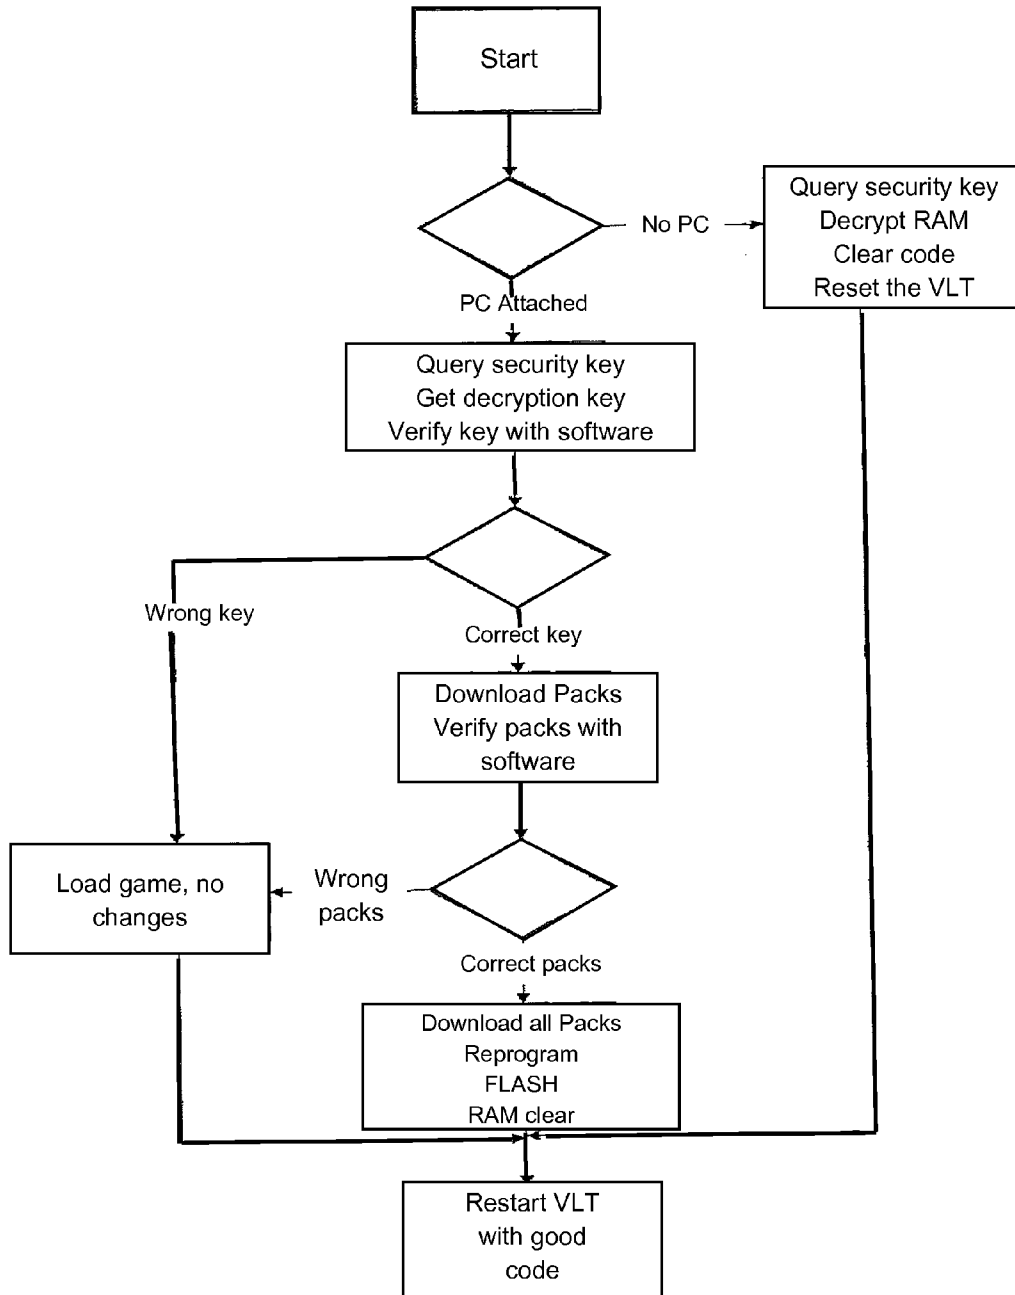 Start
No PC
Query security key
Decrypt RAM
Clear code
Reset the VLT
PC Attached
Query security key
Get decryption key
Verify key with software
Wrong key
Correct key
Download Packs
Verify packs with
software
Load game, no
changes
Wrong
packs
Correct packs
Download all Packs
Reprogram
FLASH
RAM clear
Restart VLT
with good
code